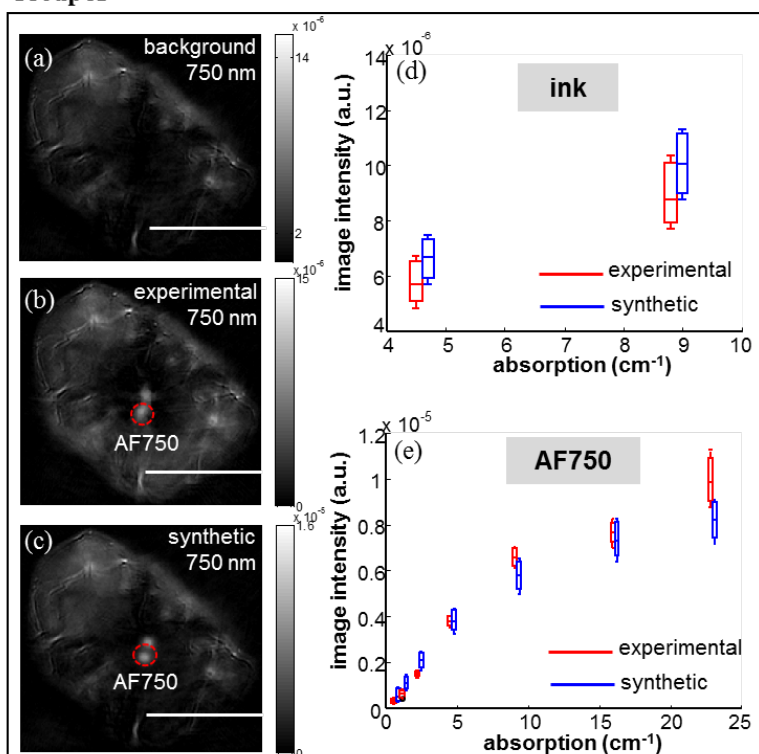 (a)
background
750 nm
x 10⁻⁶
14
2
(b)
experimental
750 nm
AF750
x 10⁻⁶
15
0
(c)
synthetic
750 nm
AF750
x 10⁻⁵
1.6
0
(d)
x 10⁻⁶
ink
14
12
10
8
6
4
image intensity (a.u.)
experimental
synthetic
4 5 6 7 8 9 10
absorption (cm⁻¹)
(e)
x 10⁻⁵
AF750
1.2
1
0.8
0.6
0.4
0.2
0
image intensity (a.u.)
experimental
synthetic
0 5 10 15 20 25
absorption (cm⁻¹)